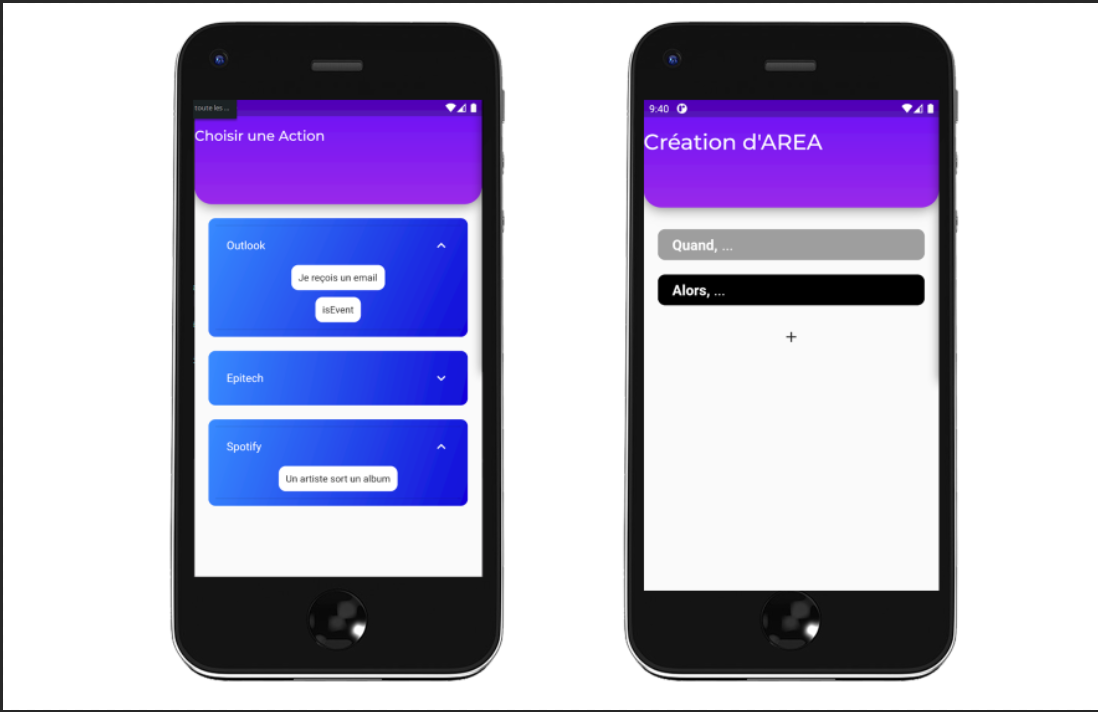 toute les ...
Choisir une Action
Outlook
Je reçois un email
isEvent
Epitech
Spotify
Un artiste sort un album
9:40
Création d'AREA
Quand, ...
Alors, ...
+